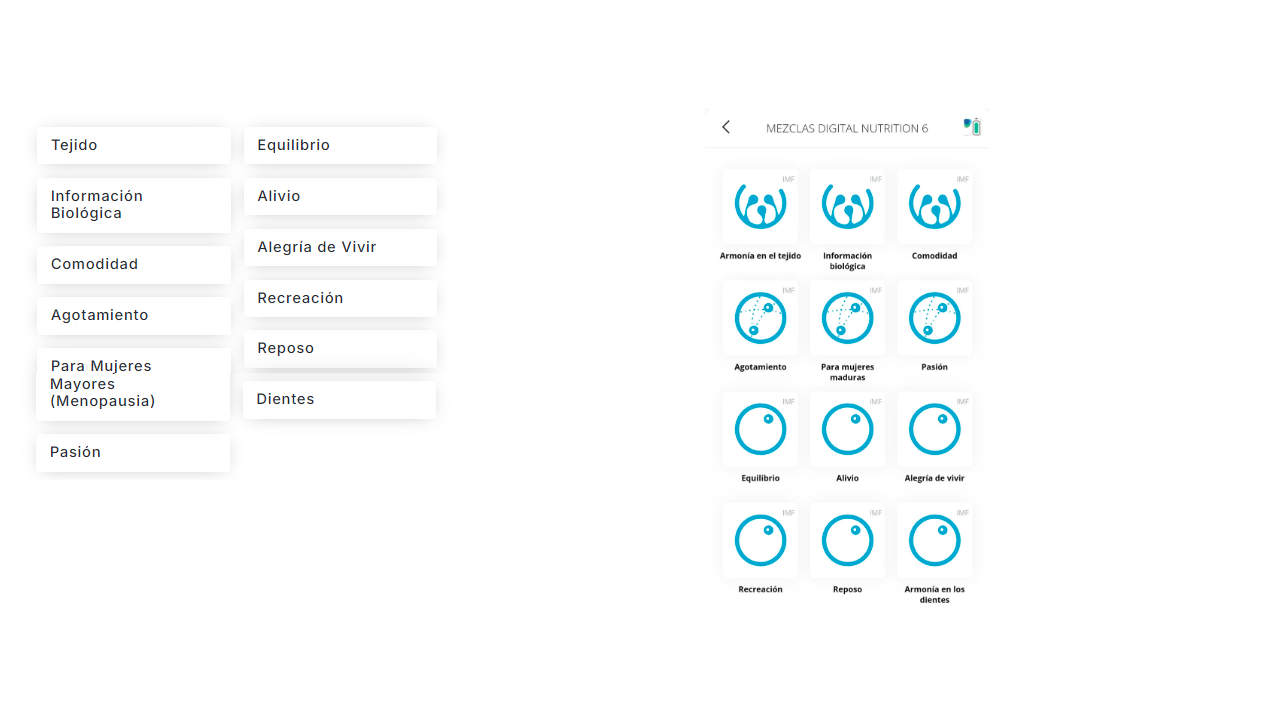 Tejido
Información
Biológica
Comodidad
Agotamiento
Para Mujeres
Mayores
(Menopausia)
Pasión
Equilibrio
Alivio
Alegría de Vivir
Recreación
Reposo
Dientes
MEZCLAS DIGITAL NUTRITION 6
IMF IMF IMF
Armonía en el tejido Información Comodidad
biológica
IMF IMF IMF
Agotamiento Para mujeres Pasión
maduras
IMF IMF IMF
Equilibrio Alivio Alegría de vivir
IMF IMF IMF
Recreación Reposo Armonía en los
dientes